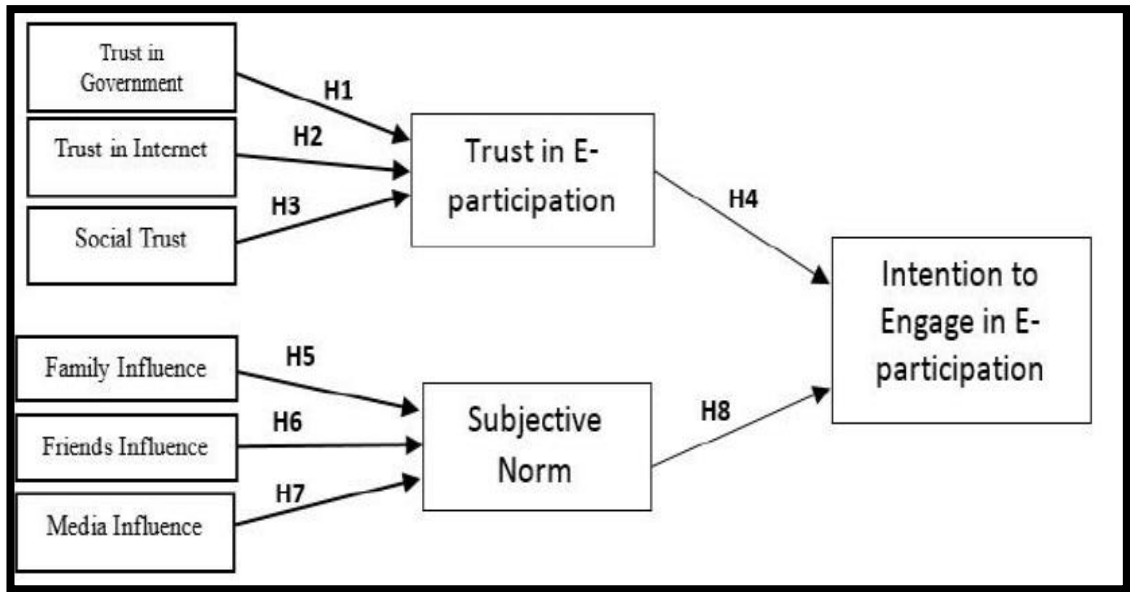 Trust in
Government
H1
Trust in Internet
H2
Social Trust
H3
Trust in E-
participation
H4
Intention to
Engage in E-
participation
Family Influence
H5
Friends Influence
H6
Media Influence
H7
Subjective
Norm
H8